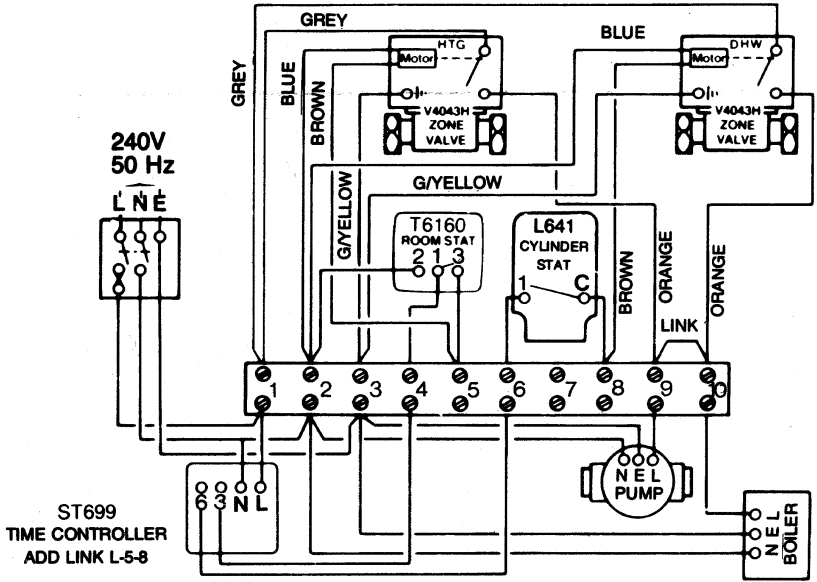 GREY
BLUE
HTG
Motor
DHW
Motor
GREY
BLUE
BROWN
V4043H
ZONE
VALVE
V4043H
ZONE
VALVE
240V
50 Hz
L N E
G/YELLOW
G/YELLOW
T6160
ROOM STAT
2 1 3
L641
CYLINDER
STAT
1 C
BROWN
ORANGE
ORANGE
LINK
1 2 3 4 5 6 7 8 9 10
N E L
PUMP
6 3 N L
ST699
TIME CONTROLLER
ADD LINK L-5-8
N E L
BOILER